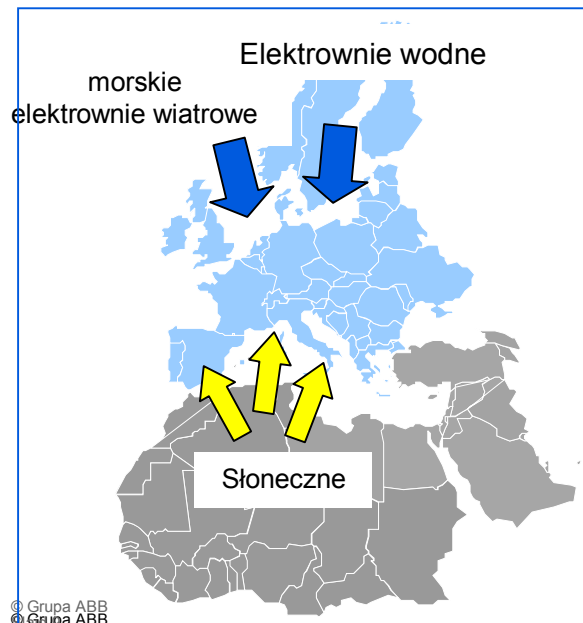 Elektrownie wodne
morskie
elektrownie wiatrowe
Słoneczne
© Grupa ABB
© Grupa ABB